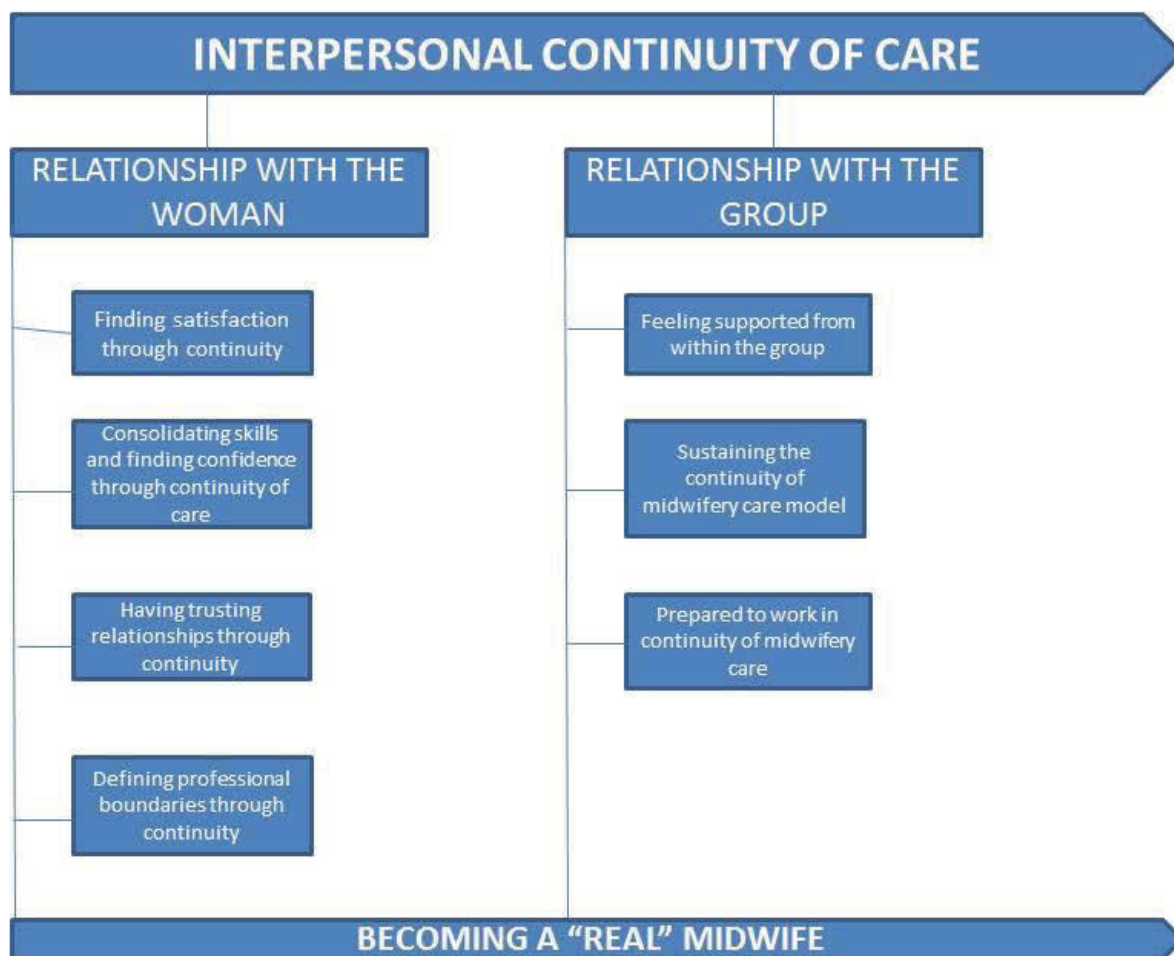 INTERPERSONAL CONTINUITY OF CARE
RELATIONSHIP WITH THE
WOMAN
Finding satisfaction
through continuity
Consolidating skills
and finding confidence
through continuity of
care
Having trusting
relationships through
continuity
Defining professional
boundaries through
continuity
RELATIONSHIP WITH THE
GROUP
Feeling supported from
within the group
Sustaining the
continuity of
midwifery care model
Prepared to work in
continuity of midwifery
care
BECOMING A “REAL” MIDWIFE